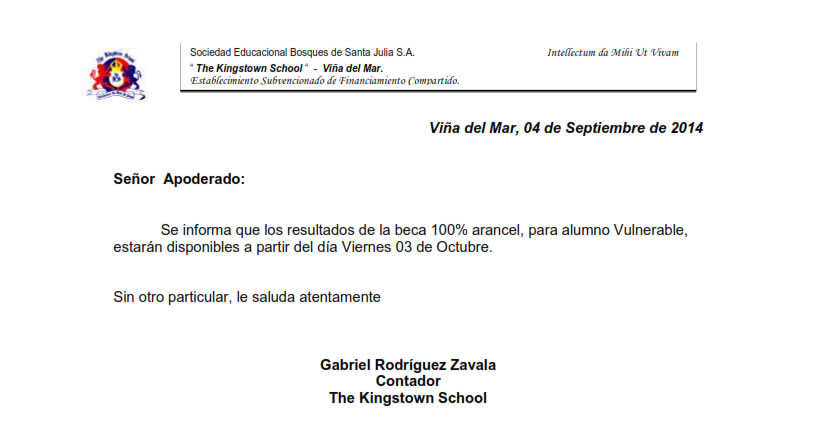 Sociedad Educacional Bosques de Santa Julia S.A. Intellectum da Mihi Ut Vivam
“ The Kingstown School “ - Viña del Mar.
Establecimiento Subvencionado de Financiamiento Compartido.
Viña del Mar, 04 de Septiembre de 2014
Señor Apoderado:
Se informa que los resultados de la beca 100% arancel, para alumno Vulnerable,
estarán disponibles a partir del día Viernes 03 de Octubre.
Sin otro particular, le saluda atentamente
Gabriel Rodríguez Zavala
Contador
The Kingstown School